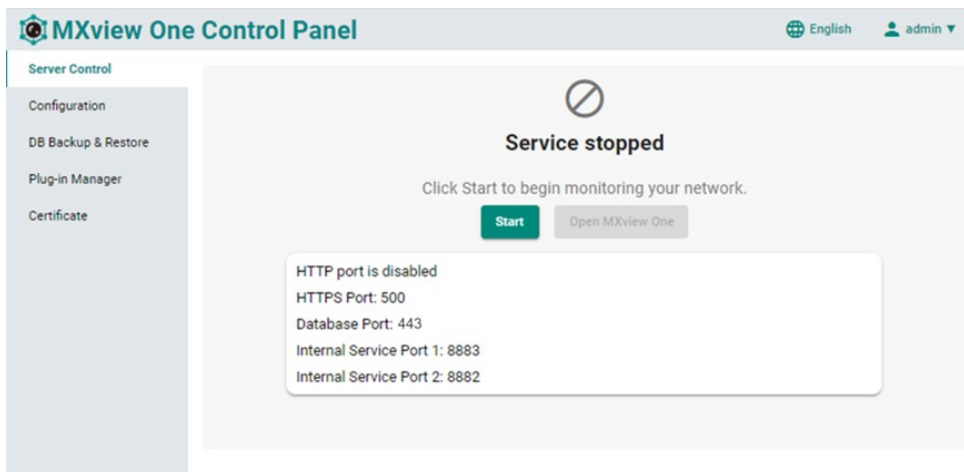 MXview One Control Panel
English
admin
Server Control
Configuration
DB Backup & Restore
Plug-in Manager
Certificate
Service stopped
Click Start to begin monitoring your network.
Start
Open MXview One
HTTP port is disabled
HTTPS Port: 500
Database Port: 443
Internal Service Port 1: 8883
Internal Service Port 2: 8882